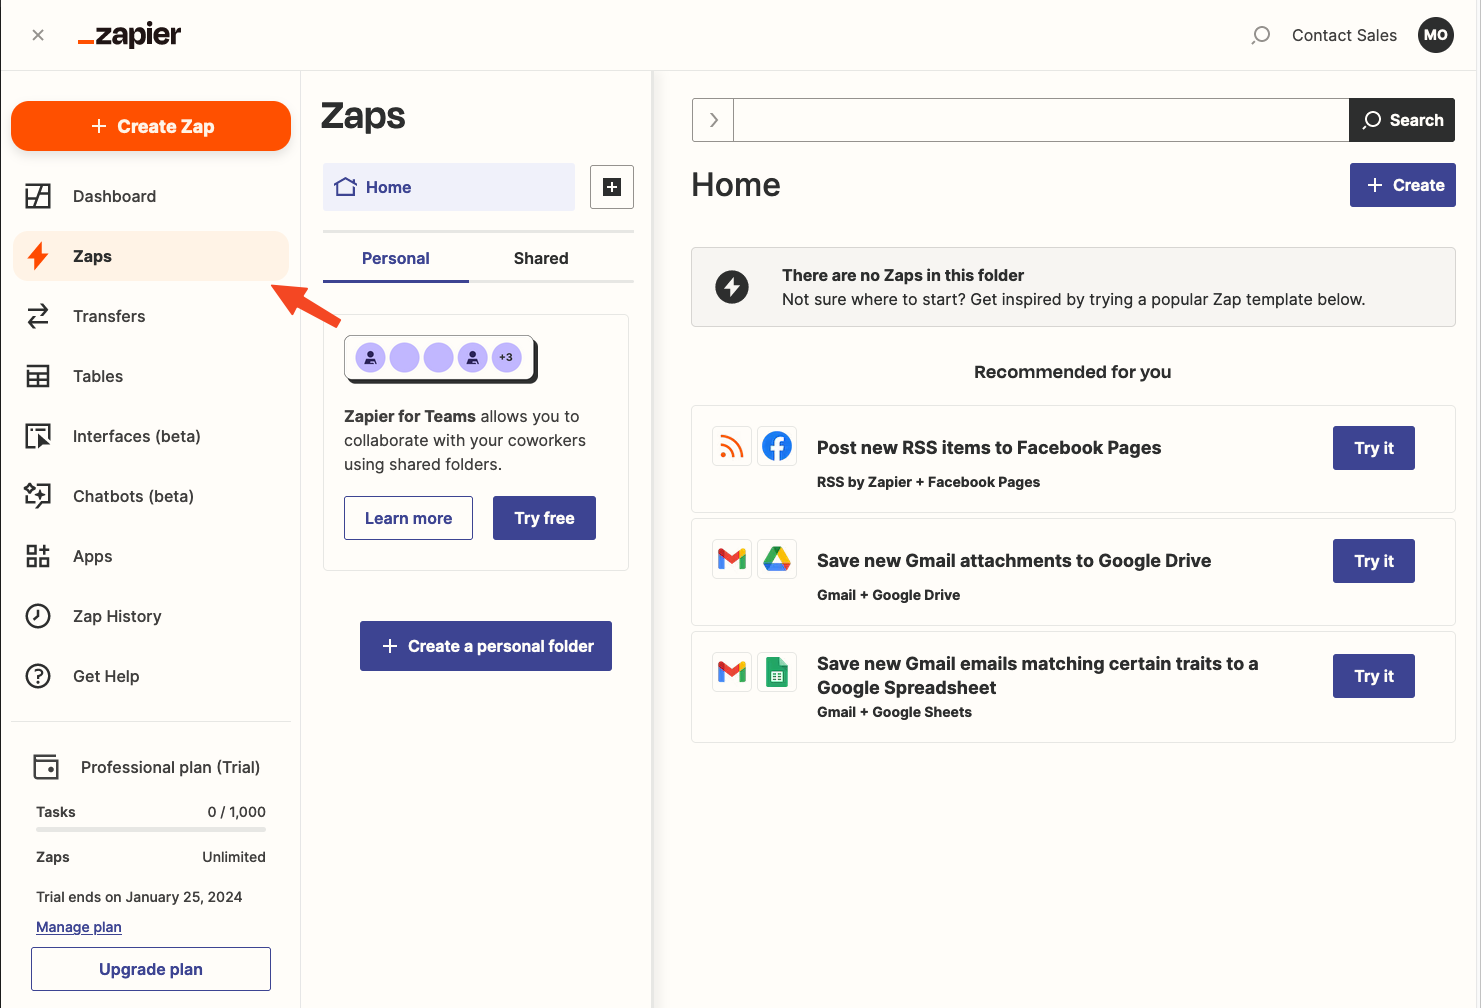 zapier
Contact Sales
MO
Create Zap
Dashboard
Zaps
Transfers
Tables
Interfaces (beta)
Chatbots (beta)
Apps
Zap History
Get Help
Professional plan (Trial)
Tasks 0 / 1,000
Zaps Unlimited
Trial ends on January 25, 2024
Manage plan
Upgrade plan
Zaps
Home
Personal Shared
+3
Zapier for Teams allows you to
collaborate with your coworkers
using shared folders.
Learn more Try free
Create a personal folder
Search
Home
Create
There are no Zaps in this folder
Not sure where to start? Get inspired by trying a popular Zap template below.
Recommended for you
Post new RSS items to Facebook Pages
RSS by Zapier + Facebook Pages
Try it
Save new Gmail attachments to Google Drive
Gmail + Google Drive
Try it
Save new Gmail emails matching certain traits to a
Google Spreadsheet
Gmail + Google Sheets
Try it